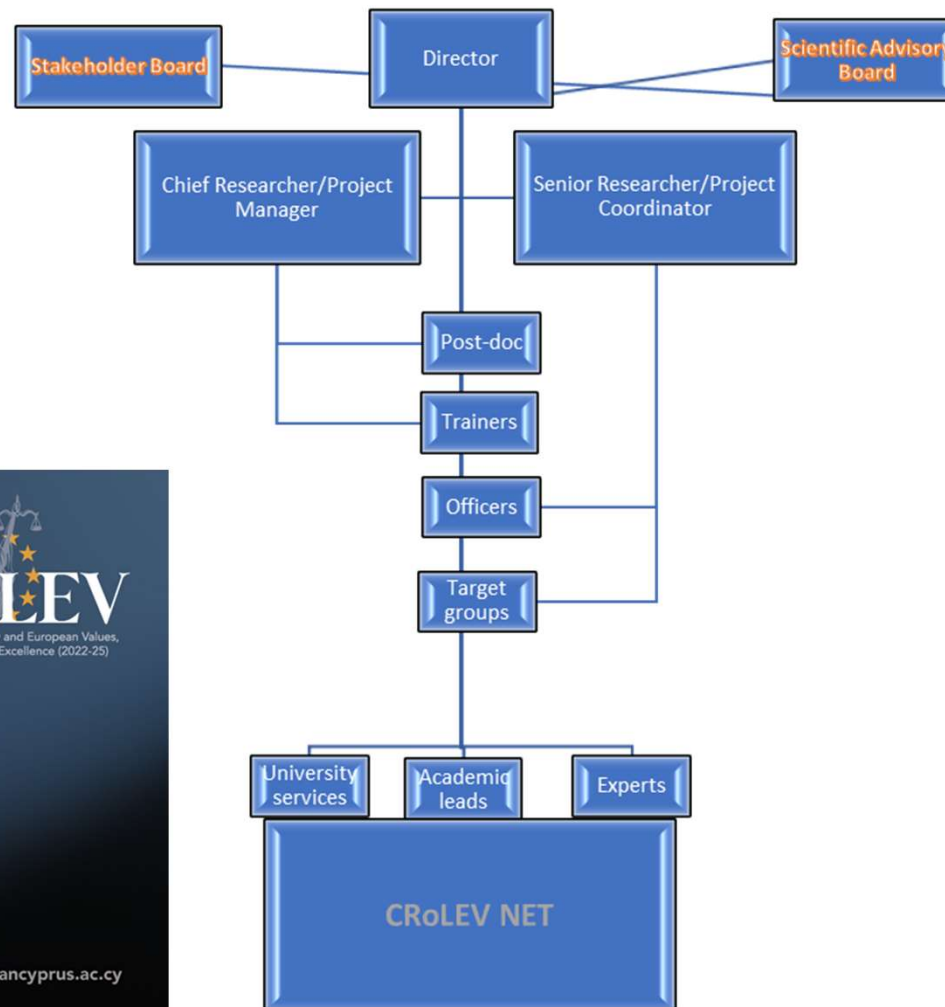 Stakeholder Board
Director
Scientific Advisory
Board
Chief Researcher/Project
Manager
Senior Researcher/Project
Coordinator
Post-doc
Trainers
Officers
Target
groups
University
services
Academic
leads
Experts
CRoLEV NET
LEV
and European Values,
Excellence (2022-25)
ancyprus.ac.cy